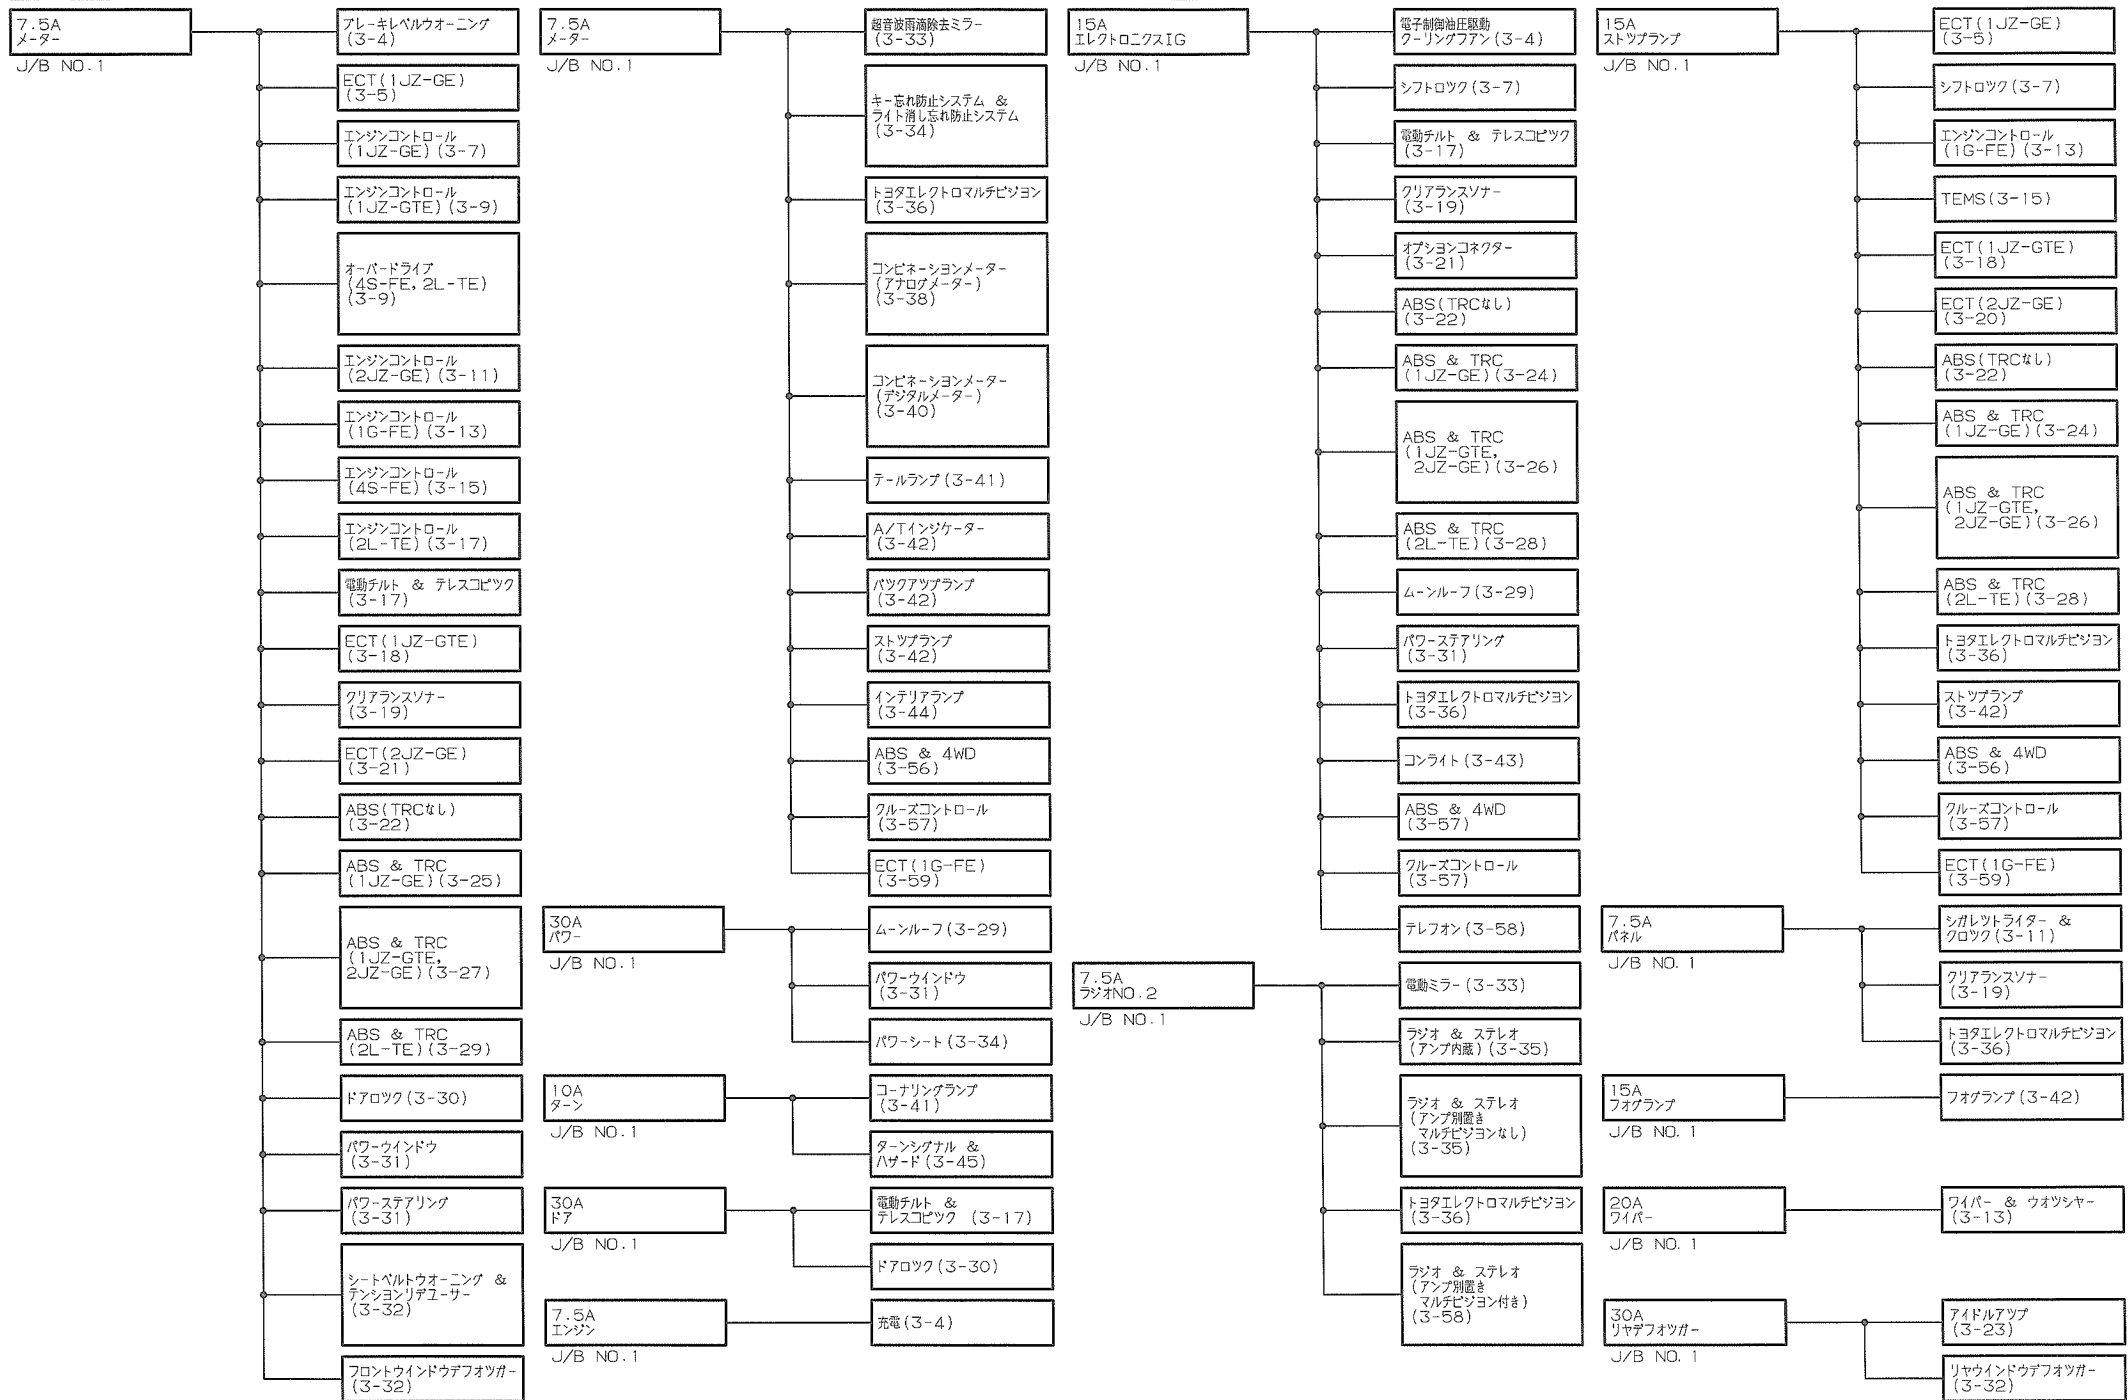 7.5A
メーター
J/B NO.1
ブレーキレベルウオーニング
(3-4)
ECT(1JZ-GE)
(3-5)
エンジンコントロール
(1JZ-GE)(3-7)
エンジンコントロール
(1JZ-GTE)(3-9)
オーバードライブ
(4S-FE, 2L-TE)
(3-9)
エンジンコントロール
(2JZ-GE)(3-11)
エンジンコントロール
(1G-FE)(3-13)
エンジンコントロール
(4S-FE)(3-15)
エンジンコントロール
(2L-TE)(3-17)
電動チルト & テレスコピツク
(3-17)
ECT(1JZ-GTE)
(3-18)
クリアランスソナー
(3-19)
ECT(2JZ-GE)
(3-21)
ABS(TRCなし)
(3-22)
ABS & TRC
(1JZ-GE)(3-25)
ABS & TRC
(1JZ-GTE,
2JZ-GE)(3-27)
ABS & TRC
(2L-TE)(3-29)
ドアロツク(3-30)
パワーウインドウ
(3-31)
パワーステアリング
(3-31)
シートベルトウオーニング &
テンションリデユーサー
(3-32)
フロントウインドウデフオツガー
(3-32)
7.5A
メーター
J/B NO.1
超音波雨滴除去ミラー
(3-33)
キー忘れ防止システム &
ライト消し忘れ防止システム
(3-34)
トヨタエレクトロマルチビジヨン
(3-36)
コンビネーシヨンメーター
(アナログメーター)
(3-38)
コンビネーシヨンメーター
(デジタルメーター)
(3-40)
テールランプ(3-41)
A/Tインジケーター
(3-42)
バツクアツプランプ
(3-42)
ストツプランプ
(3-42)
インテリアランプ
(3-44)
ABS & 4WD
(3-56)
クルーズコントロール
(3-57)
ECT(1G-FE)
(3-59)
30A
パワー
J/B NO.1
ムーンルーフ(3-29)
パワーウインドウ
(3-31)
パワーシート(3-34)
10A
ターン
J/B NO.1
コーナリングランプ
(3-41)
ターンシグナル &
ハザード(3-45)
30A
ドア
J/B NO.1
電動チルト &
テレスコピツク (3-17)
ドアロツク(3-30)
7.5A
エンジン
J/B NO.1
充電(3-4)
15A
エレクトロニクスIG
J/B NO.1
電子制御油圧駆動
クーリングフアン(3-4)
シフトロツク(3-7)
電動チルト & テレスコピツク
(3-17)
クリアランスソナー
(3-19)
オプションコネクター
(3-21)
ABS(TRCなし)
(3-22)
ABS & TRC
(1JZ-GE)(3-24)
ABS & TRC
(1JZ-GTE,
2JZ-GE)(3-26)
ABS & TRC
(2L-TE)(3-28)
ムーンルーフ(3-29)
パワーステアリング
(3-31)
トヨタエレクトロマルチビジヨン
(3-36)
コンライト(3-43)
ABS & 4WD
(3-57)
クルーズコントロール
(3-57)
テレフオン(3-58)
7.5A
ラジオNO.2
J/B NO.1
電動ミラー(3-33)
ラジオ & ステレオ
(アンプ内蔵)(3-35)
ラジオ & ステレオ
(アンプ別置き
マルチビジヨンなし)
(3-35)
トヨタエレクトロマルチビジヨン
(3-36)
ラジオ & ステレオ
(アンプ別置き
マルチビジヨン付き)
(3-58)
15A
ストツプランプ
J/B NO.1
ECT(1JZ-GE)
(3-5)
シフトロツク(3-7)
エンジンコントロール
(1G-FE)(3-13)
TEMS(3-15)
ECT(1JZ-GTE)
(3-18)
ECT(2JZ-GE)
(3-20)
ABS(TRCなし)
(3-22)
ABS & TRC
(1JZ-GE)(3-24)
ABS & TRC
(1JZ-GTE,
2JZ-GE)(3-26)
ABS & TRC
(2L-TE)(3-28)
トヨタエレクトロマルチビジヨン
(3-36)
ストツプランプ
(3-42)
ABS & 4WD
(3-56)
クルーズコントロール
(3-57)
ECT(1G-FE)
(3-59)
7.5A
パネル
J/B NO.1
シガレツトライター &
クロツク(3-11)
クリアランスソナー
(3-19)
トヨタエレクトロマルチビジヨン
(3-36)
15A
フオグランプ
J/B NO.1
フオグランプ(3-42)
20A
ワイパー
J/B NO.1
ワイパー & ウオツシヤー
(3-13)
30A
リヤデフオツガー
J/B NO.1
アイドルアツプ
(3-23)
リヤウインドウデフオツガー
(3-32)